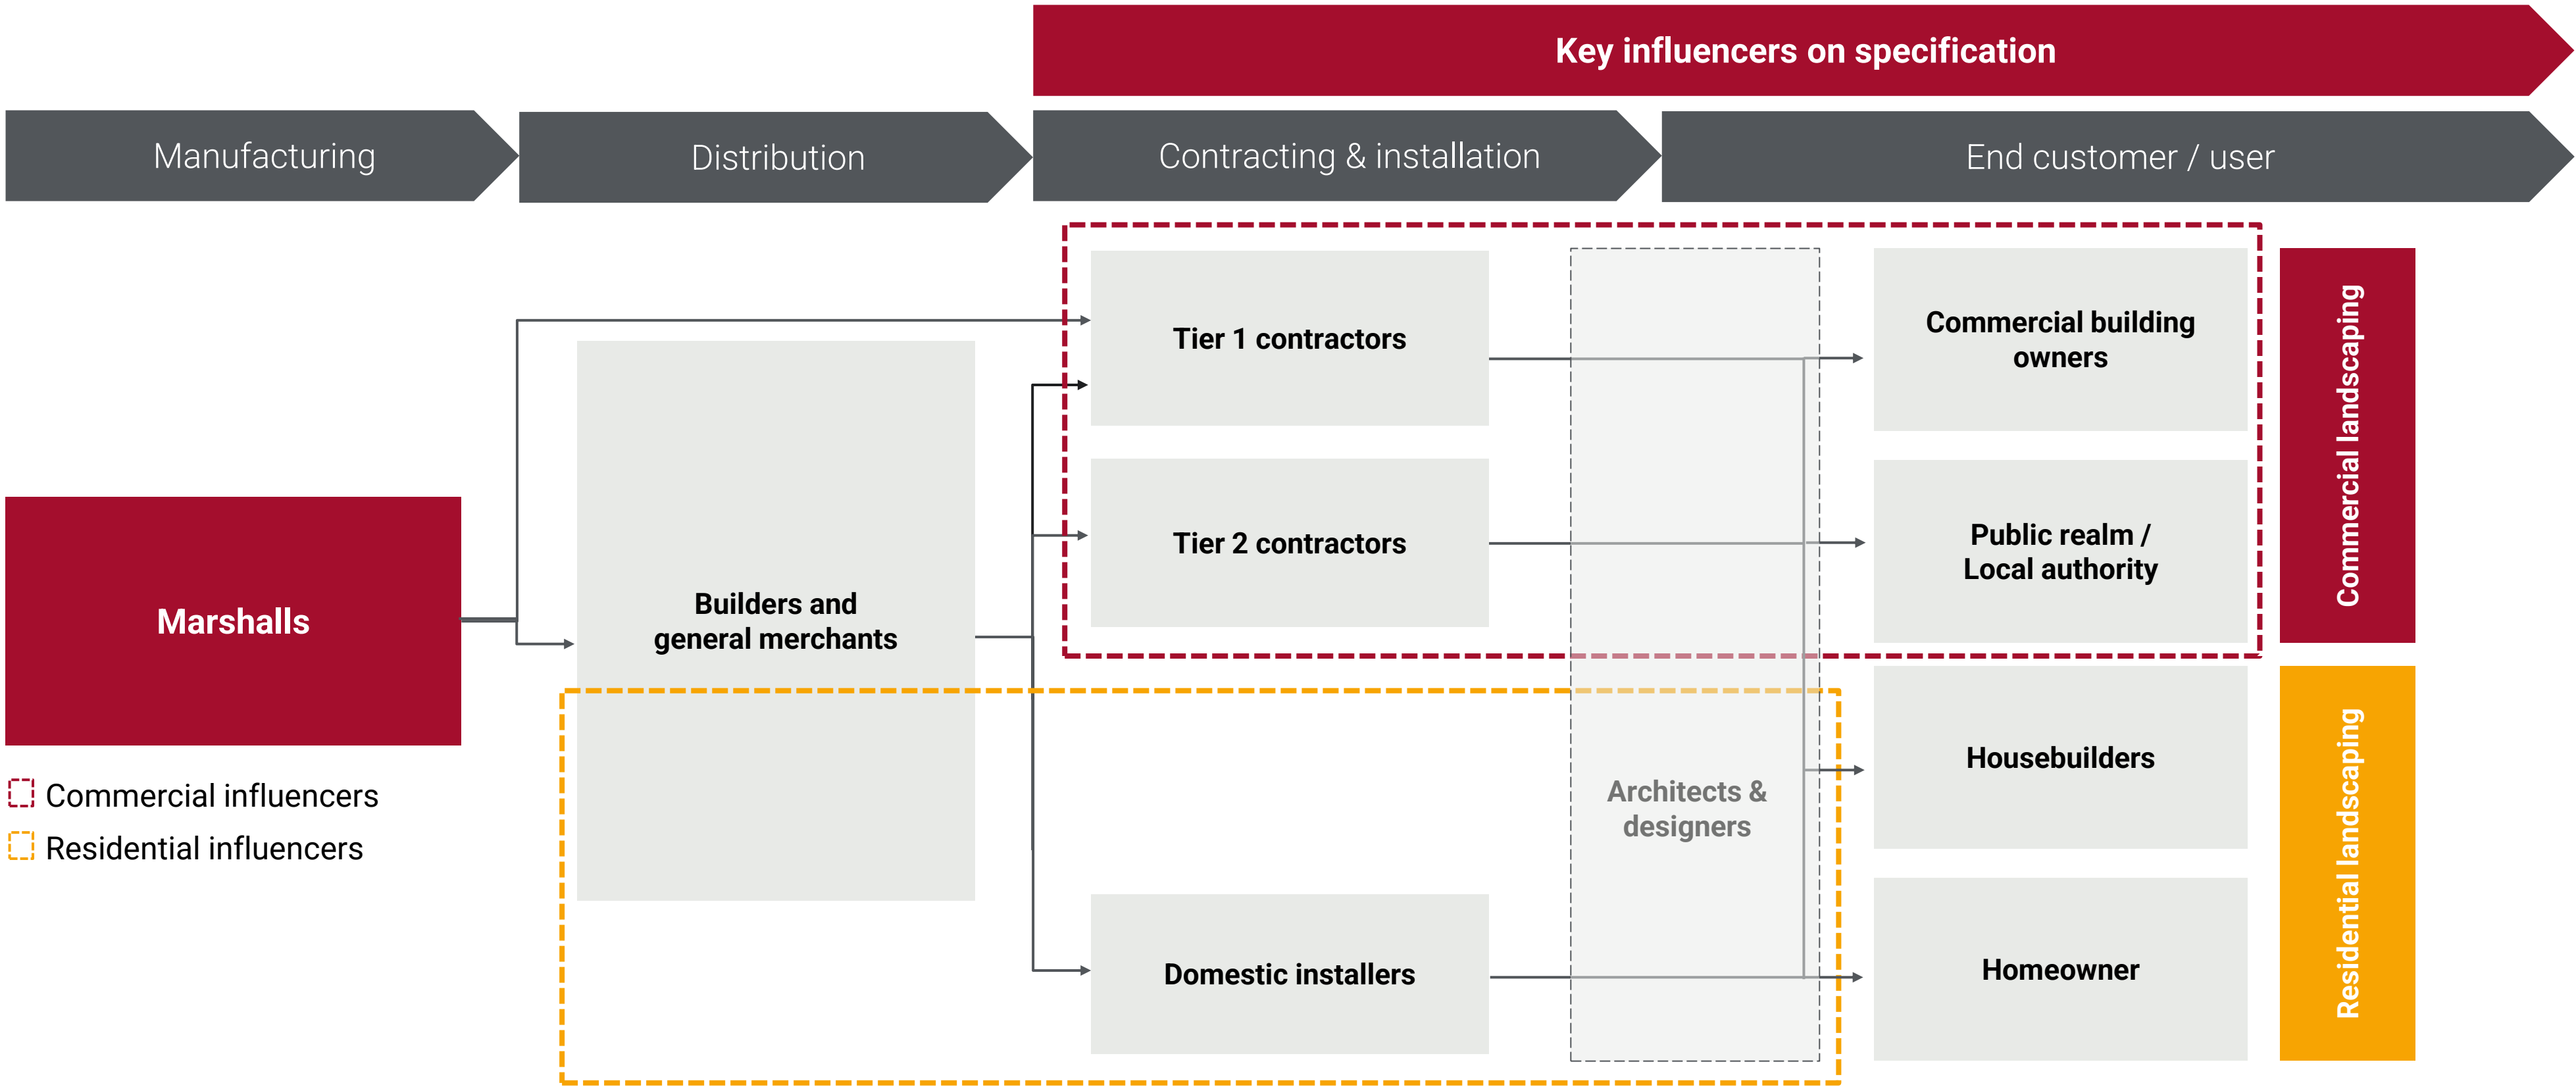 Key influencers on specification
Manufacturing
Distribution
Contracting & installation
End customer / user
Marshalls
Commercial influencers
Residential influencers
Builders and
general merchants
Tier 1 contractors
Tier 2 contractors
Domestic installers
Architects &
designers
Commercial building
owners
Public realm /
Local authority
Housebuilders
Homeowner
Commercial landscaping
Residential landscaping